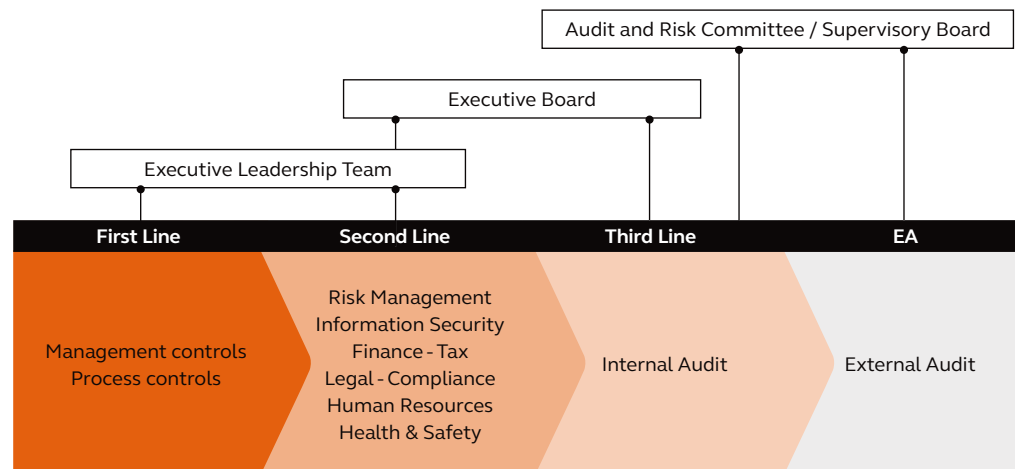 Audit and Risk Committee / Supervisory Board
Executive Board
Executive Leadership Team
First Line
Second Line
Third Line
EA
Management controls
Process controls
Risk Management
Information Security
Finance - Tax
Legal - Compliance
Human Resources
Health & Safety
Internal Audit
External Audit